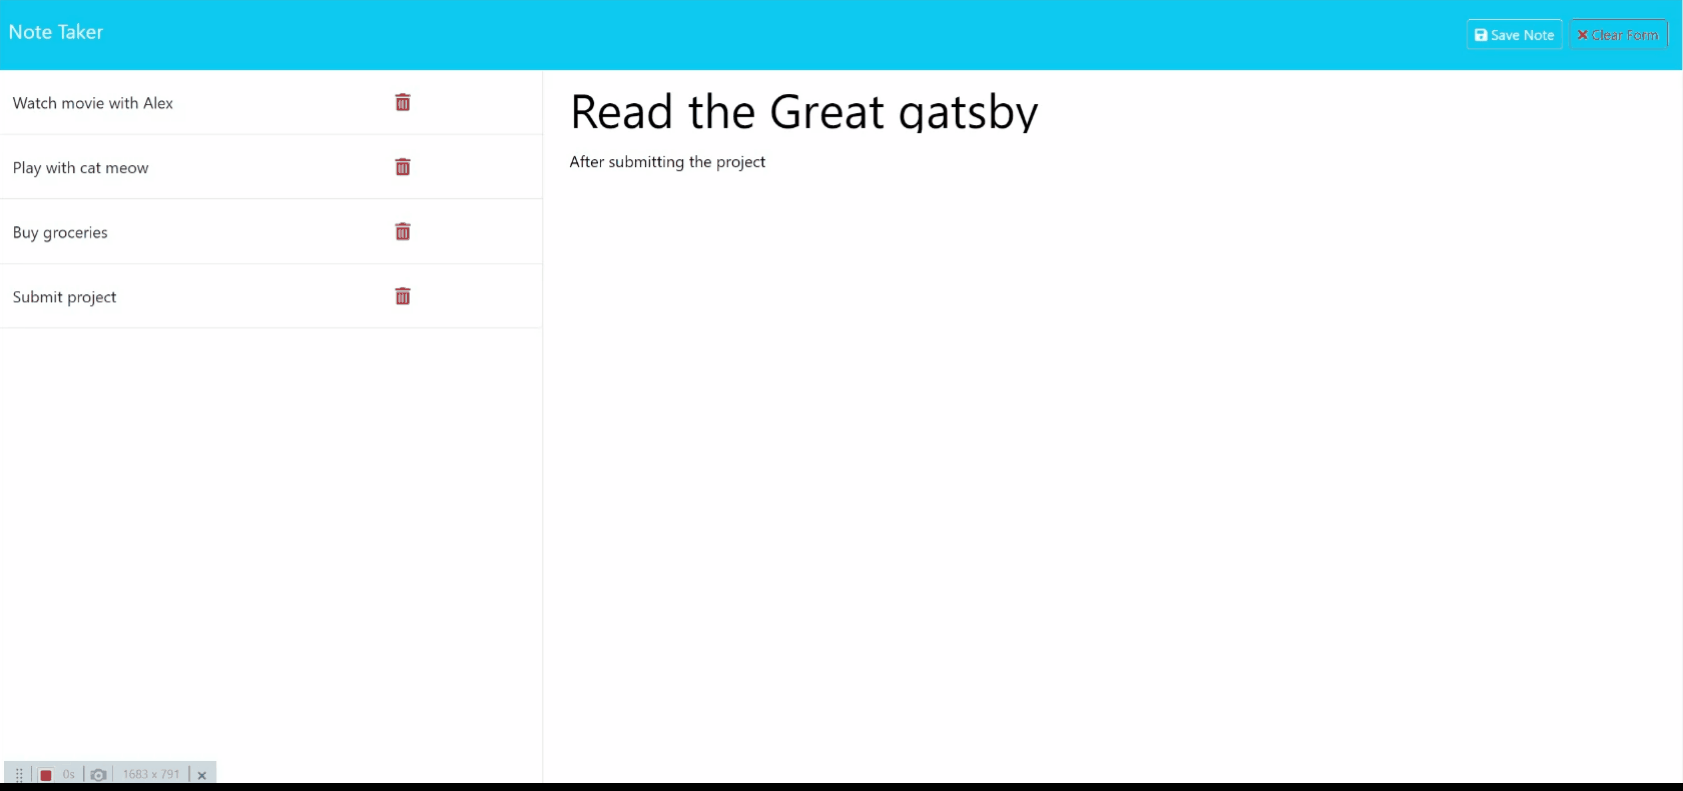 Note Taker
Save Note
Clear Form
Watch movie with Alex
Play with cat meow
Buy groceries
Submit project
Read the Great gatsby
After submitting the project
0s
1683 x 791